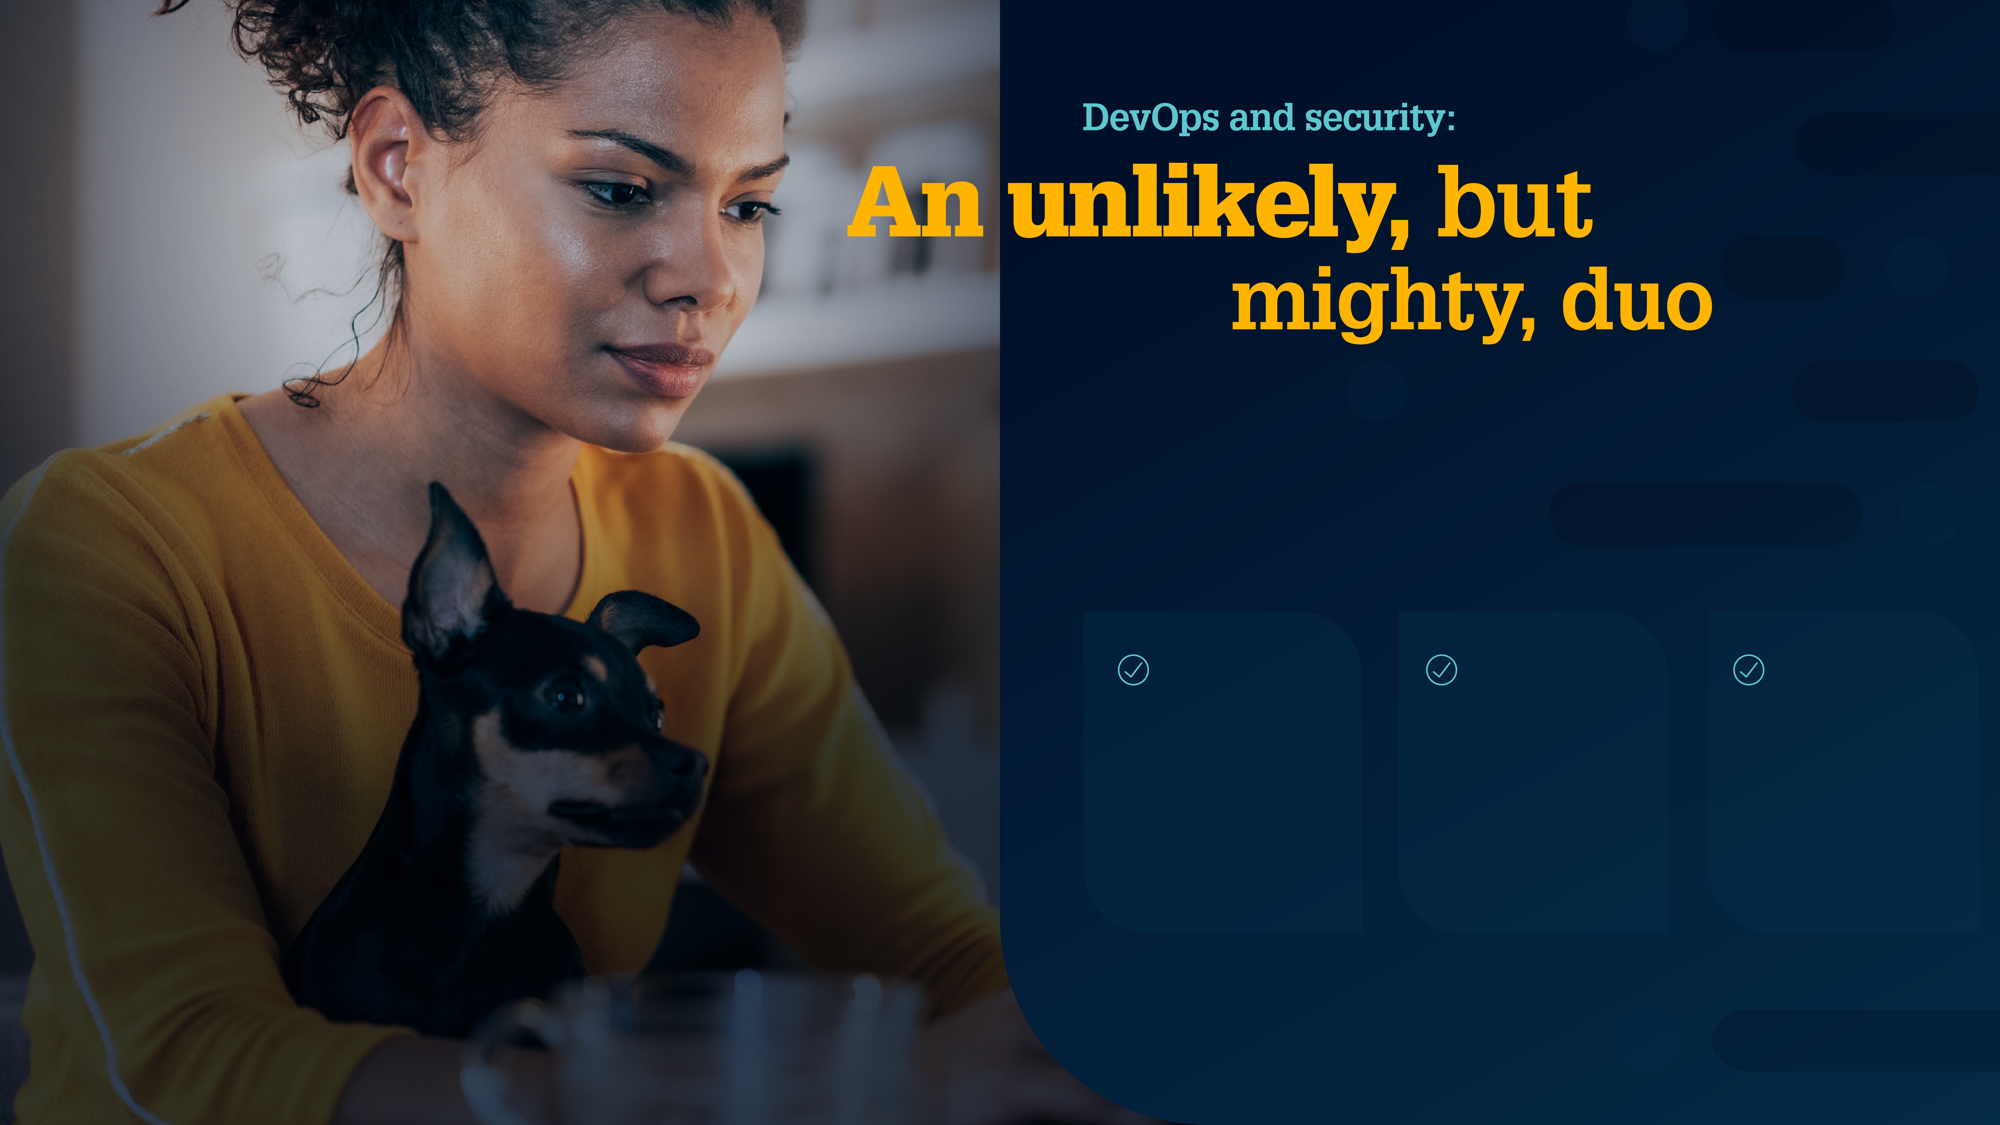 DevOps and security:
An unlikely, but
mighty, duo